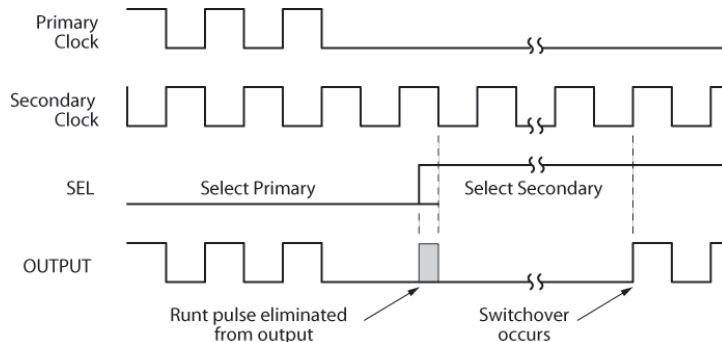 Primary
Clock
Secondary
Clock
SEL
Select Primary
Select Secondary
OUTPUT
Runt pulse eliminated
from output
Switchover
occurs